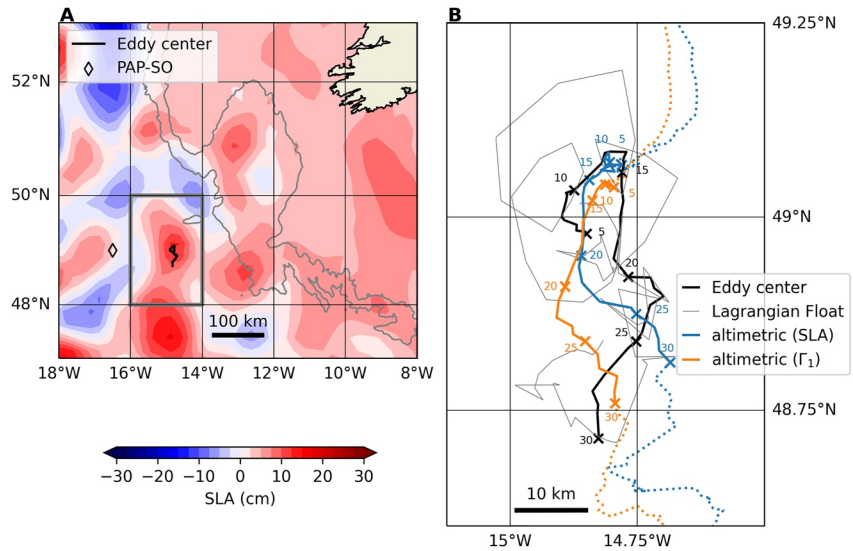 A
Eddy center
PAP-SO
52°N
50°N
48°N
100 km
18°W 16°W 14°W 12°W 10°W 8°W
−30 −20 −10 0 10 20 30
SLA (cm)
B
49.25°N
10 5
15
15
10
5
10
15
5
20
20
20
25
25
25
30
30
30
49°N
Eddy center
Lagrangian Float
altimetric (SLA)
altimetric (Γ₁)
48.75°N
10 km
15°W 14.75°W